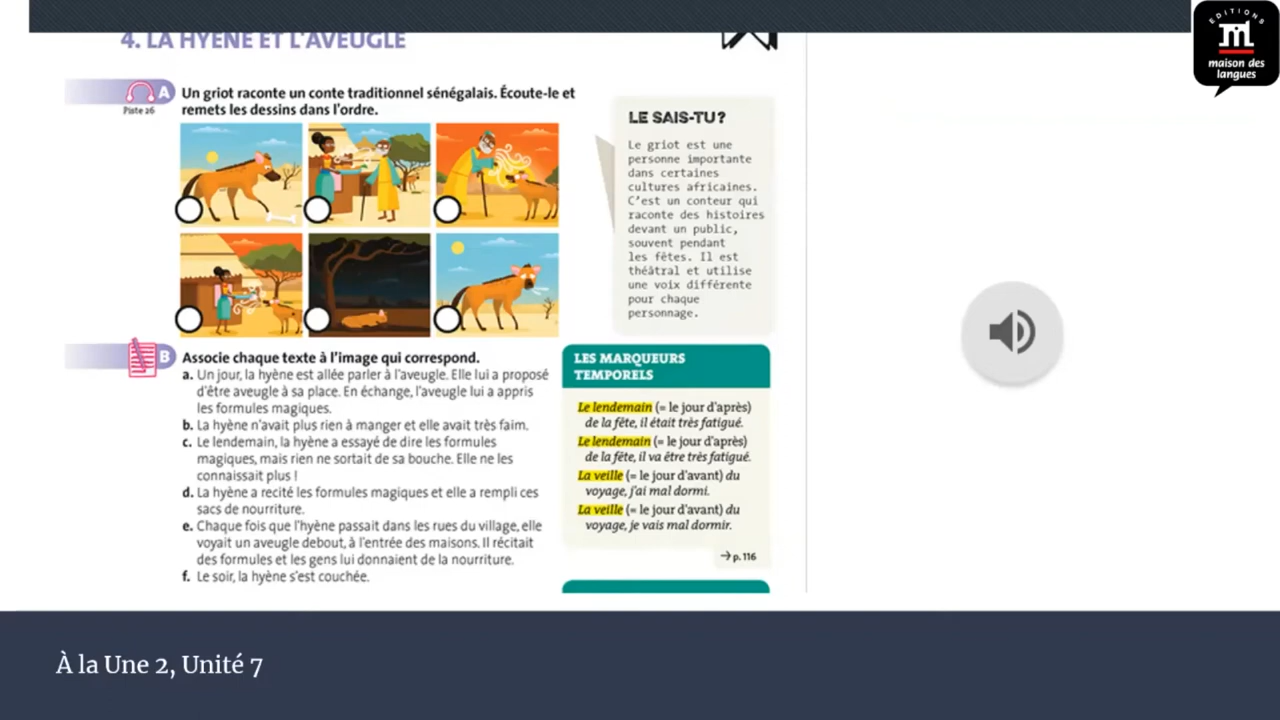 EDITIONS
maison des
langues
4. LA HYÈNE ET L'AVEUGLE
A
Piste 26
Un griot raconte un conte traditionnel sénégalais. Écoute-le et
remets les dessins dans l'ordre.
LE SAIS-TU?
Le griot est une
personne importante
dans certaines
cultures africaines.
C'est un conteur qui
raconte des histoires
devant un public,
souvent pendant
les fêtes. Il est
théâtral et utilise
une voix différente
pour chaque
personnage.
B
Associe chaque texte à l'image qui correspond.
a. Un jour, la hyène est allée parler à l'aveugle. Elle lui a proposé
d'être aveugle à sa place. En échange, l'aveugle lui a appris
les formules magiques.
b. La hyène n'avait plus rien à manger et elle avait très faim.
c. Le lendemain, la hyène a essayé de dire les formules
magiques, mais rien ne sortait de sa bouche. Elle ne les
connaissait plus !
d. La hyène a recité les formules magiques et elle a rempli ces
sacs de nourriture.
e. Chaque fois que l'hyène passait dans les rues du village, elle
voyait un aveugle debout, à l'entrée des maisons. Il récitait
des formules et les gens lui donnaient de la nourriture.
f. Le soir, la hyène s'est couchée.
LES MARQUEURS
TEMPORELS
Le lendemain (= le jour d'après)
de la fête, il était très fatigué.
Le lendemain (= le jour d'après)
de la fête, il va être très fatigué.
La veille (= le jour d'avant) du
voyage, j'ai mal dormi.
La veille (= le jour d'avant) du
voyage, je vais mal dormir.
→ p. 116
À la Une 2, Unité 7